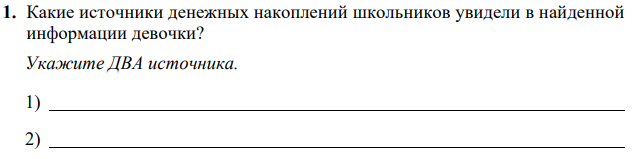 1. Какие источники денежных накоплений школьников увидели в найденной
информации девочки?
Укажите ДВА источника.
1)
2)